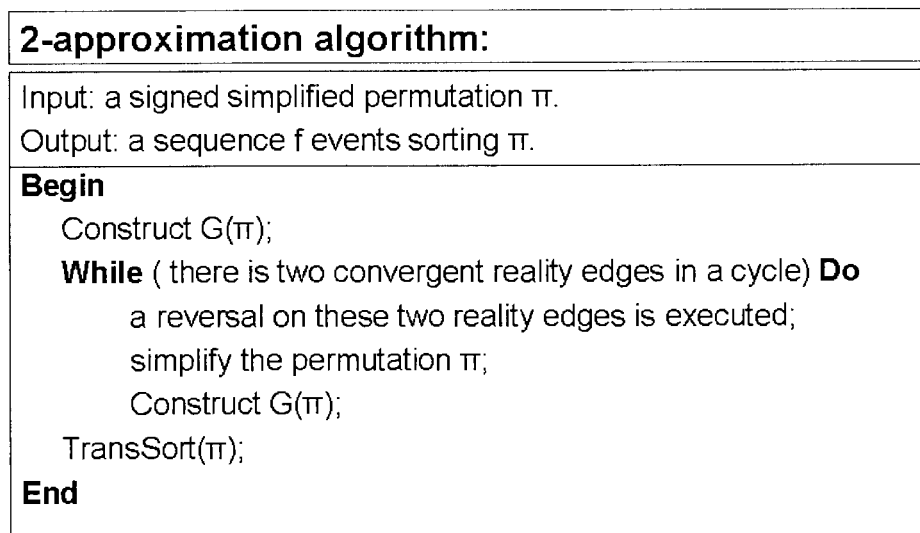 2-approximation algorithm:
Input: a signed simplified permutation π.
Output: a sequence f events sorting π.
Begin
Construct G(π);
While ( there is two convergent reality edges in a cycle) Do
a reversal on these two reality edges is executed;
simplify the permutation π;
Construct G(π);
TransSort(π);
End